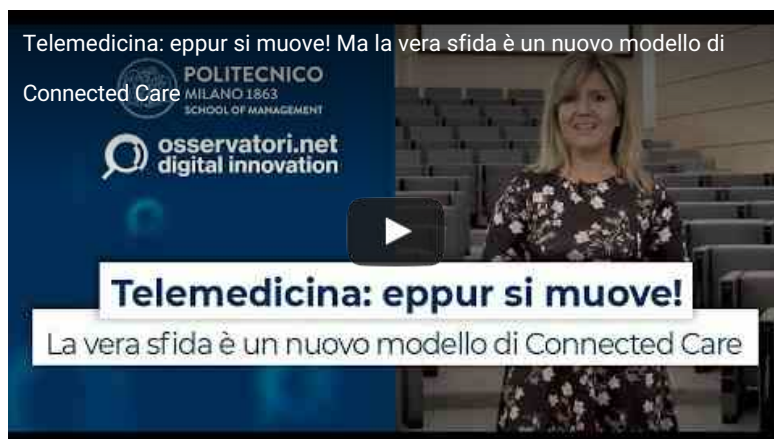 Telemedicina: eppur si muove! Ma la vera sfida è un nuovo modello di
Connected Care
POLITECNICO
MILANO 1863
SCHOOL OF MANAGEMENT
osservatori.net
digital innovation
Telemedicina: eppur si muove!
La vera sfida è un nuovo modello di Connected Care